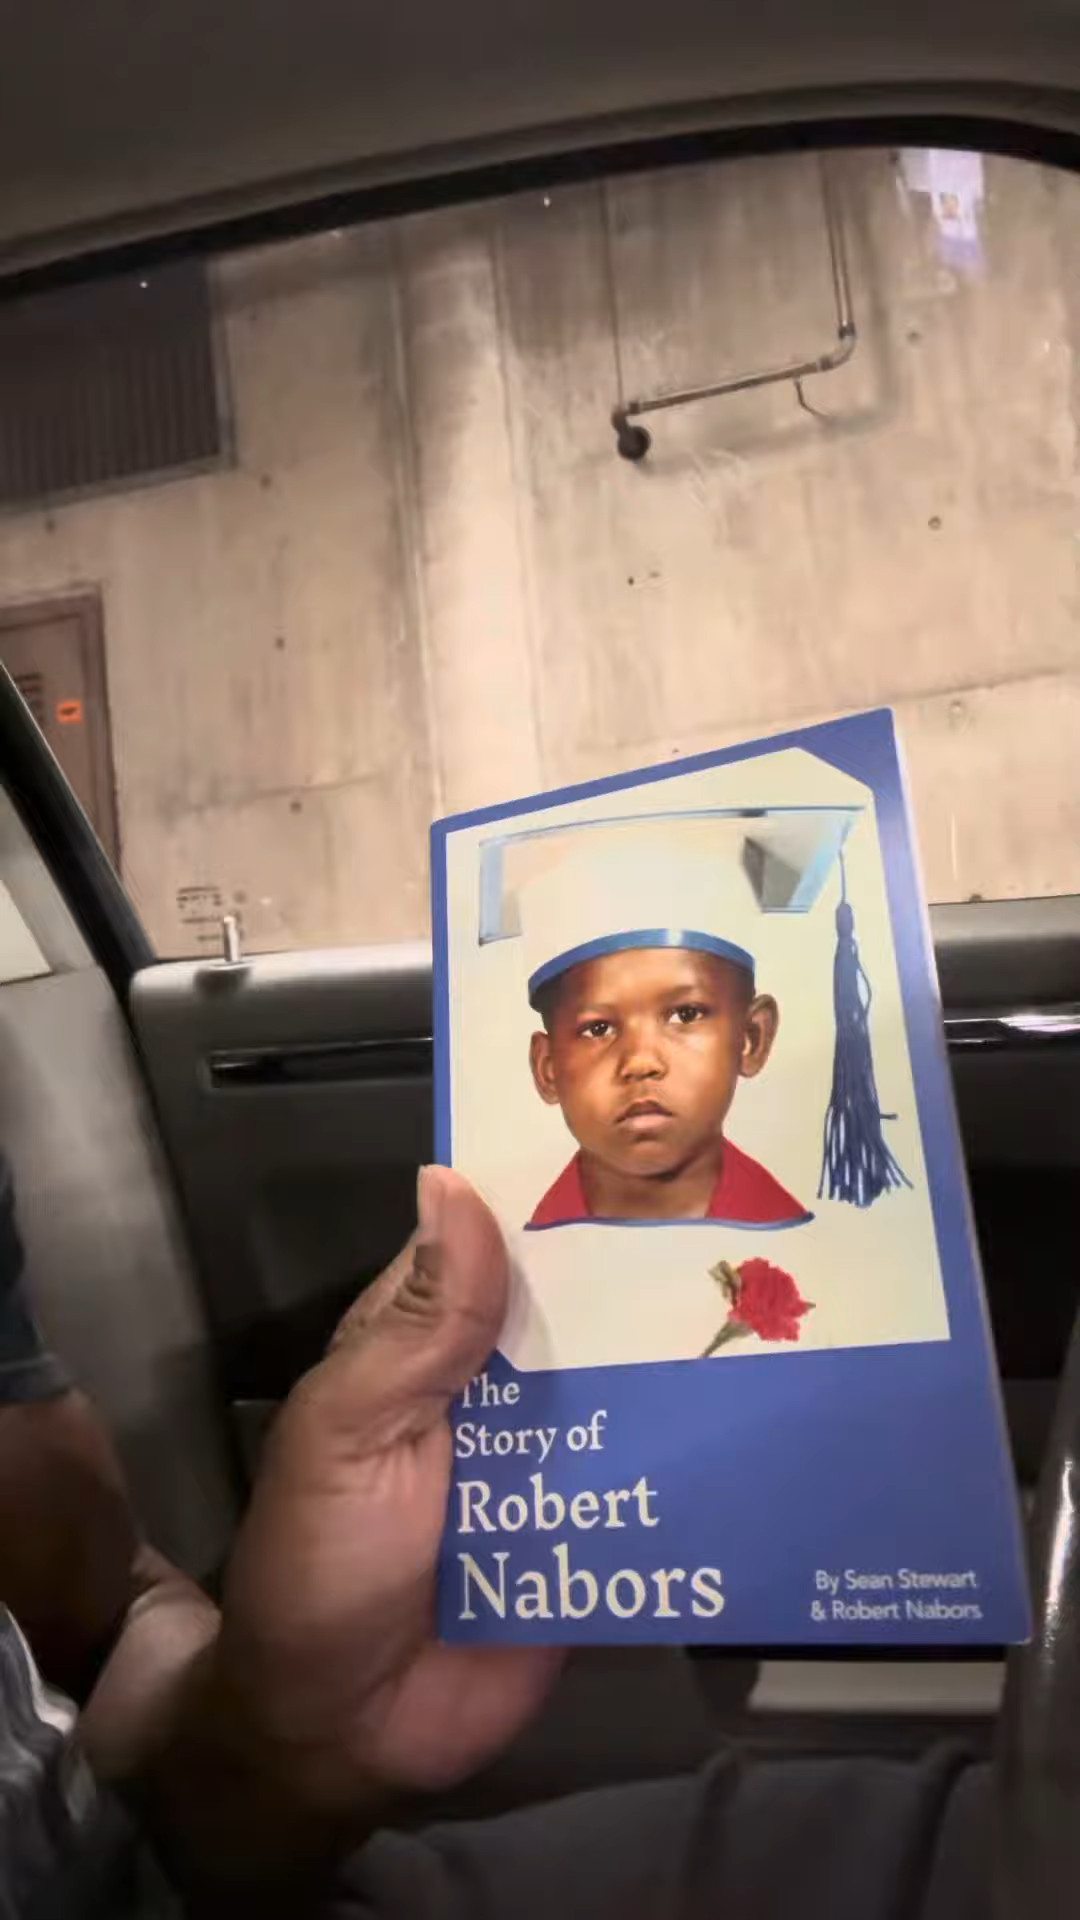 The
Story of
Robert
Nabors
By Sean Stewart
& Robert Nabors